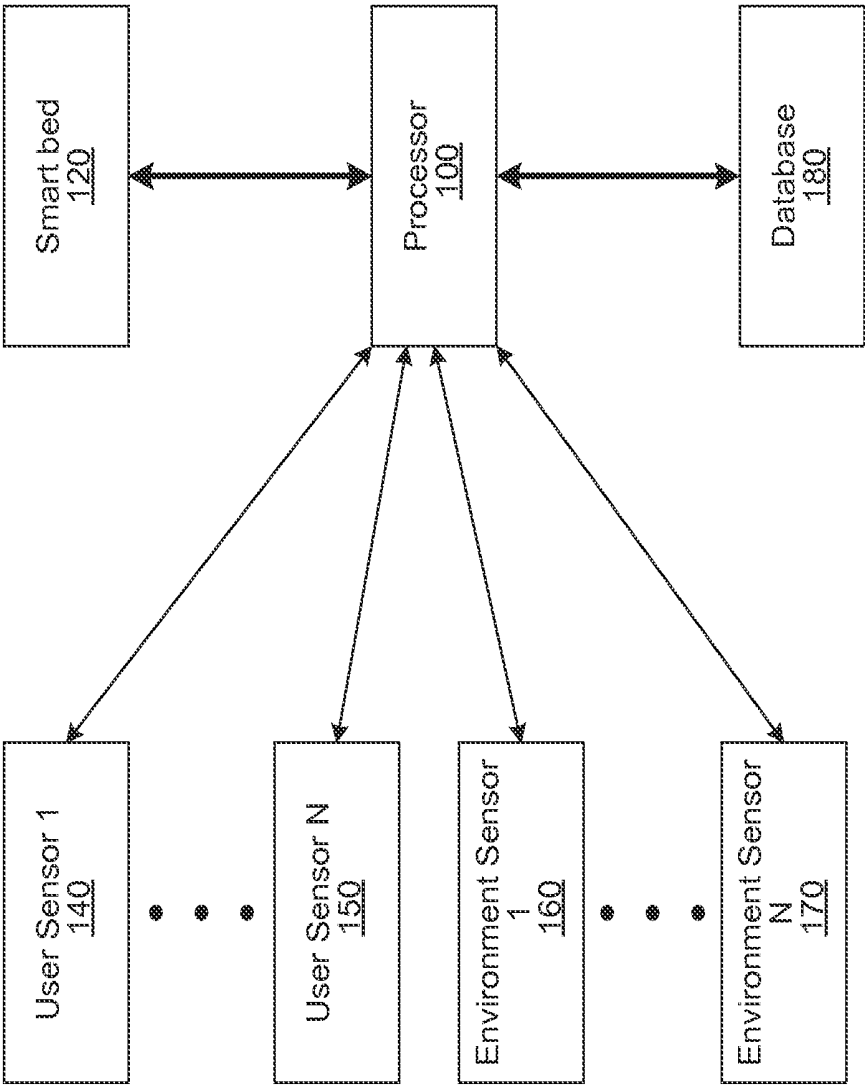 User Sensor 1
140
User Sensor N
150
Environment Sensor
1
160
Environment Sensor
N
170
Smart bed
120
Processor
100
Database
180